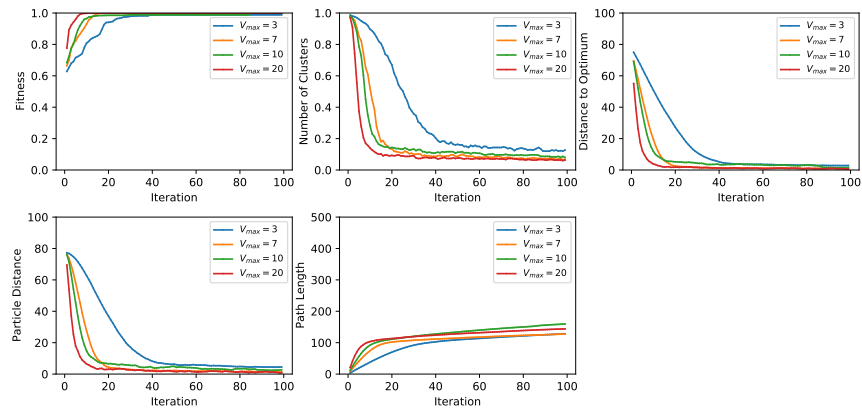 1.0
0.8
0.6
0.4
0.2
0.0
Fitness
0 20 40 60 80 100
Iteration
V_max = 3
V_max = 7
V_max = 10
V_max = 20
1.0
0.8
0.6
0.4
0.2
0.0
Number of Clusters
0 20 40 60 80 100
Iteration
V_max = 3
V_max = 7
V_max = 10
V_max = 20
100
80
60
40
20
0
Distance to Optimum
0 20 40 60 80 100
Iteration
V_max = 3
V_max = 7
V_max = 10
V_max = 20
100
80
60
40
20
0
Particle Distance
0 20 40 60 80 100
Iteration
V_max = 3
V_max = 7
V_max = 10
V_max = 20
500
400
300
200
100
0
Path Length
0 20 40 60 80 100
Iteration
V_max = 3
V_max = 7
V_max = 10
V_max = 20